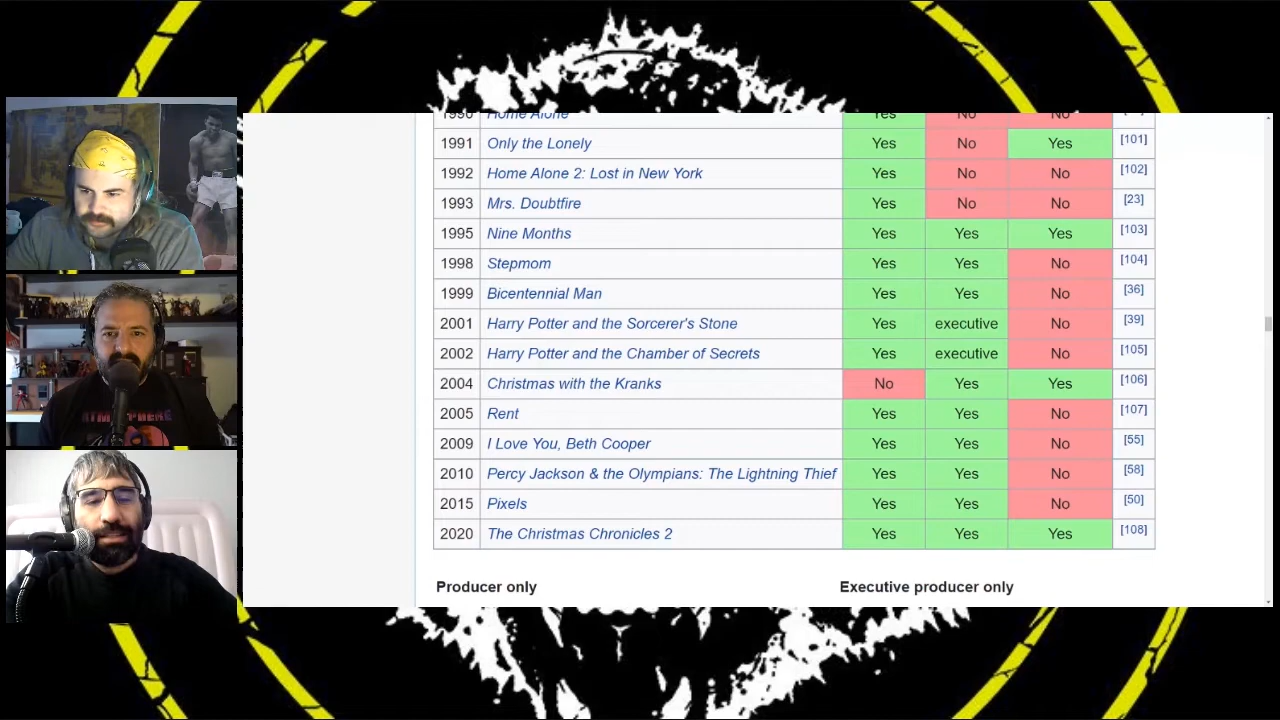 1990 Home Alone Yes No No
1991 Only the Lonely Yes No Yes [101]
1992 Home Alone 2: Lost in New York Yes No No [102]
1993 Mrs. Doubtfire Yes No No [23]
1995 Nine Months Yes Yes Yes [103]
1998 Stepmom Yes Yes No [104]
1999 Bicentennial Man Yes Yes No [36]
2001 Harry Potter and the Sorcerer's Stone Yes executive No [39]
2002 Harry Potter and the Chamber of Secrets Yes executive No [105]
2004 Christmas with the Kranks No Yes Yes [106]
2005 Rent Yes Yes No [107]
2009 I Love You, Beth Cooper Yes Yes No [55]
2010 Percy Jackson & the Olympians: The Lightning Thief Yes Yes No [58]
2015 Pixels Yes Yes No [50]
2020 The Christmas Chronicles 2 Yes Yes Yes [108]
Producer only Executive producer only